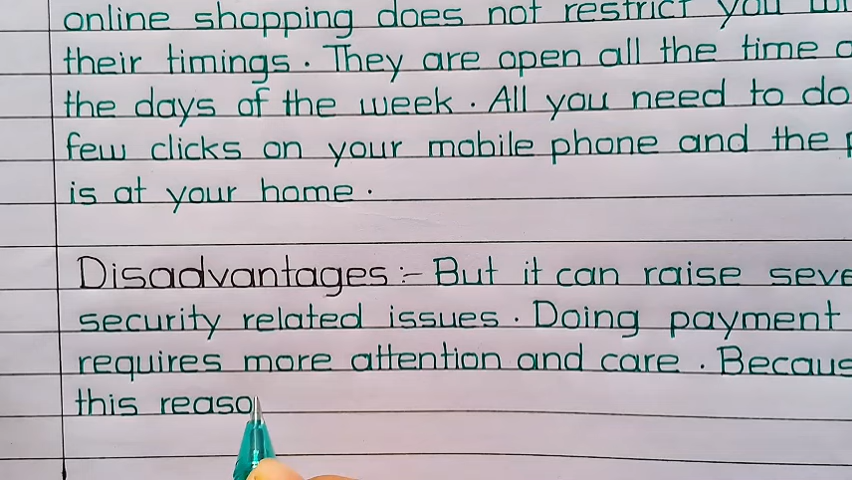 online shopping does not restrict you
their timings. They are open all the time
the days of the week. All you need to do
few clicks on your mobile phone and the
is at your home.
Disadvantages :- But it can raise
security related issues. Doing payment
requires more attention and care.
this reaso